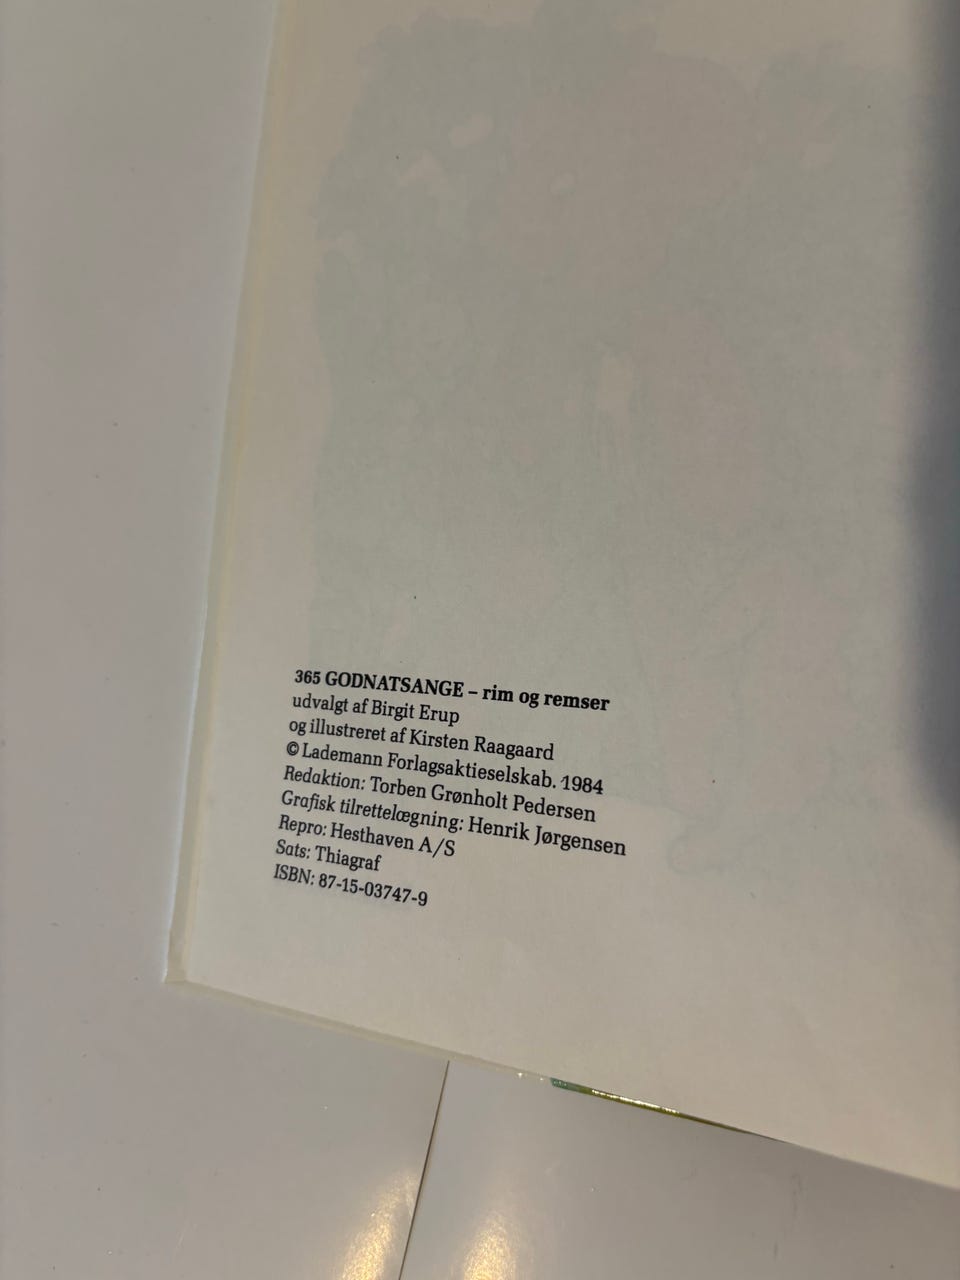 365 GODNATSANGE – rim og remser
udvalgt af Birgit Erup
og illustreret af Kirsten Raagaard
© Lademann Forlagsaktieselskab. 1984
Redaktion: Torben Grønholt Pedersen
Grafisk tilrettelægning: Henrik Jørgensen
Repro: Hesthaven A/S
Sats: Thiagraf
ISBN: 87-15-03747-9